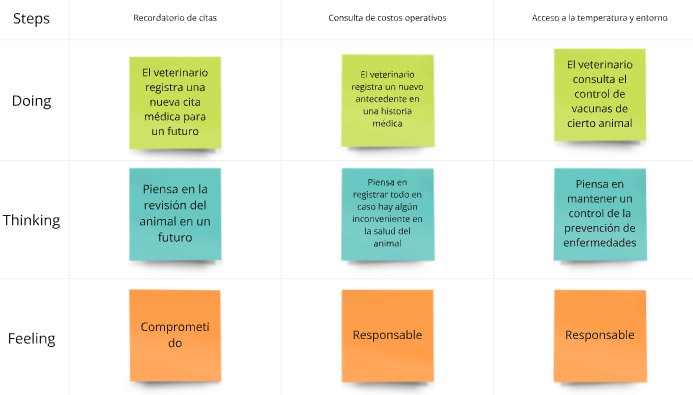 Steps
Recordatorio de citas
Consulta de costos operativos
Acceso a la temperatura y entorno
Doing
El veterinario
registra una
nueva cita
médica para
un futuro
El veterinario
registra un nuevo
antecedente en
una historia
médica
El veterinario
consulta el
control de
vacunas de
cierto animal
Thinking
Piensa en la
revisión del
animal en un
futuro
Piensa en
registrar todo en
caso hay algún
inconveniente en
la salud del
animal
Piensa en
mantener un
control de la
prevención de
enfermedades
Feeling
Comprometi
do
Responsable
Responsable